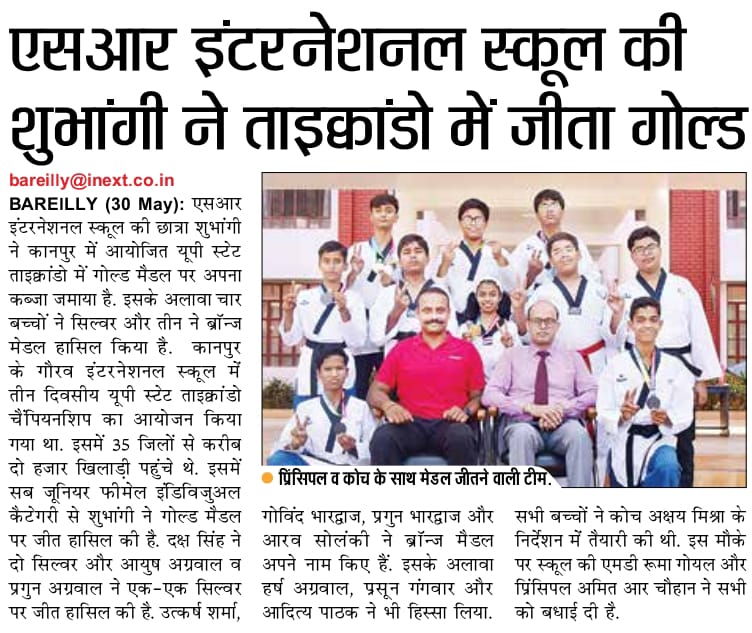 एसआर इंटरनेशनल स्कूल की
शुभांगी ने ताइक्वांडो में जीता गोल्ड
bareilly@inext.co.in
BAREILLY (30 May): एसआर
इंटरनेशनल स्कूल की छात्रा शुभांगी
ने कानपुर में आयोजित यूपी स्टेट
ताइक्वांडो में गोल्ड मैडल पर अपना
कब्जा जमाया है. इसके अलावा चार
बच्चों ने सिल्वर और तीन ने ब्रॉन्ज
मेडल हासिल किया है. कानपुर
के गौरव इंटरनेशनल स्कूल में
तीन दिवसीय यूपी स्टेट ताइक्वांडो
चैंपियनशिप का आयोजन किया
गया था. इसमें 35 जिलों से करीब
दो हजार खिलाड़ी पहुंचे थे. इसमें
सब जूनियर फीमेल इंडिविजुअल
कैटेगरी से शुभांगी ने गोल्ड मैडल
पर जीत हासिल की है. दक्ष सिंह ने
दो सिल्वर और आयुष अग्रवाल व
प्रगुन अग्रवाल ने एक-एक सिल्वर
पर जीत हासिल की है. उत्कर्ष शर्मा,
प्रिंसिपल व कोच के साथ मेडल जीतने वाली टीम.
गोविंद भारद्वाज, प्रगुन भारद्वाज और
आरव सोलंकी ने ब्रॉन्ज मैडल
अपने नाम किए हैं. इसके अलावा
हर्ष अग्रवाल, प्रसून गंगवार और
आदित्य पाठक ने भी हिस्सा लिया.
सभी बच्चों ने कोच अक्षय मिश्रा के
निर्देशन में तैयारी की थी. इस मौके
पर स्कूल की एमडी रूमा गोयल और
प्रिंसिपल अमित आर चौहान ने सभी
को बधाई दी है.